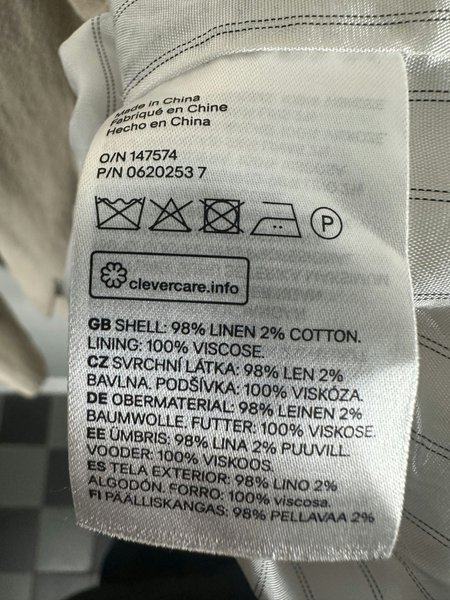 Made in China
Fabriqué en Chine
Hecho en China
O/N 147574
P/N 0620253 7
P
clevercare.info
GB SHELL: 98% LINEN 2% COTTON.
LINING: 100% VISCOSE.
CZ SVRCHNÍ LÁTKA: 98% LEN 2%
BAVLNA. PODŠÍVKA: 100% VISKÓZA.
DE OBERMATERIAL: 98% LEINEN 2%
BAUMWOLLE. FUTTER: 100% VISKOSE.
EE ÜMBRIS: 98% LINA 2% PUUVILL.
VOODER: 100% VISKOOS.
ES TELA EXTERIOR: 98% LINO 2%
ALGODÓN. FORRO: 100% viscosa.
FI PÄÄLLISKANGAS: 98% PELLAVAA 2%